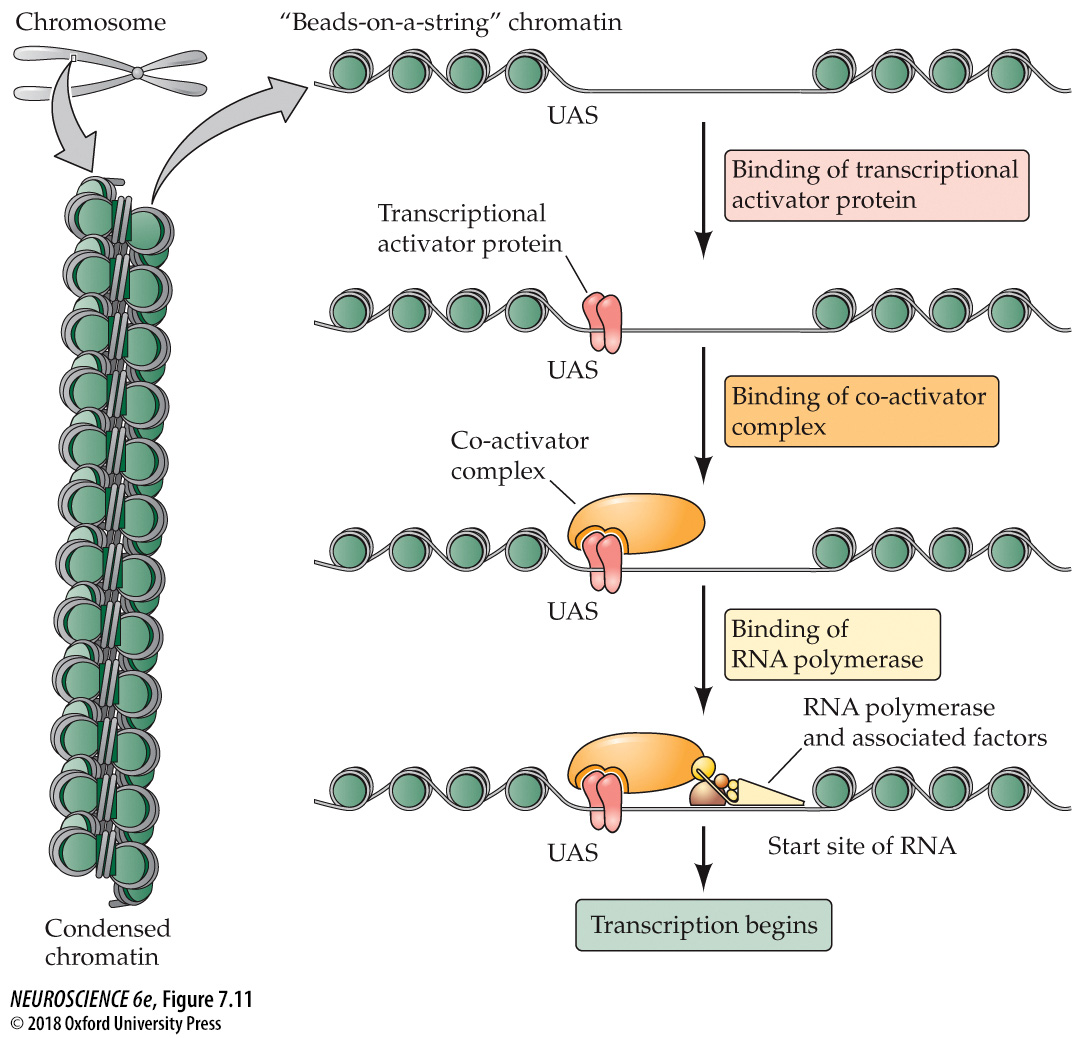 Chromosome
“Beads-on-a-string” chromatin
UAS
Binding of transcriptional
activator protein
Transcriptional
activator protein
UAS
Binding of co-activator
complex
Co-activator
complex
UAS
Binding of
RNA polymerase
RNA polymerase
and associated factors
UAS
Start site of RNA
Transcription begins
Condensed
chromatin
NEUROSCIENCE 6e, Figure 7.11
© 2018 Oxford University Press